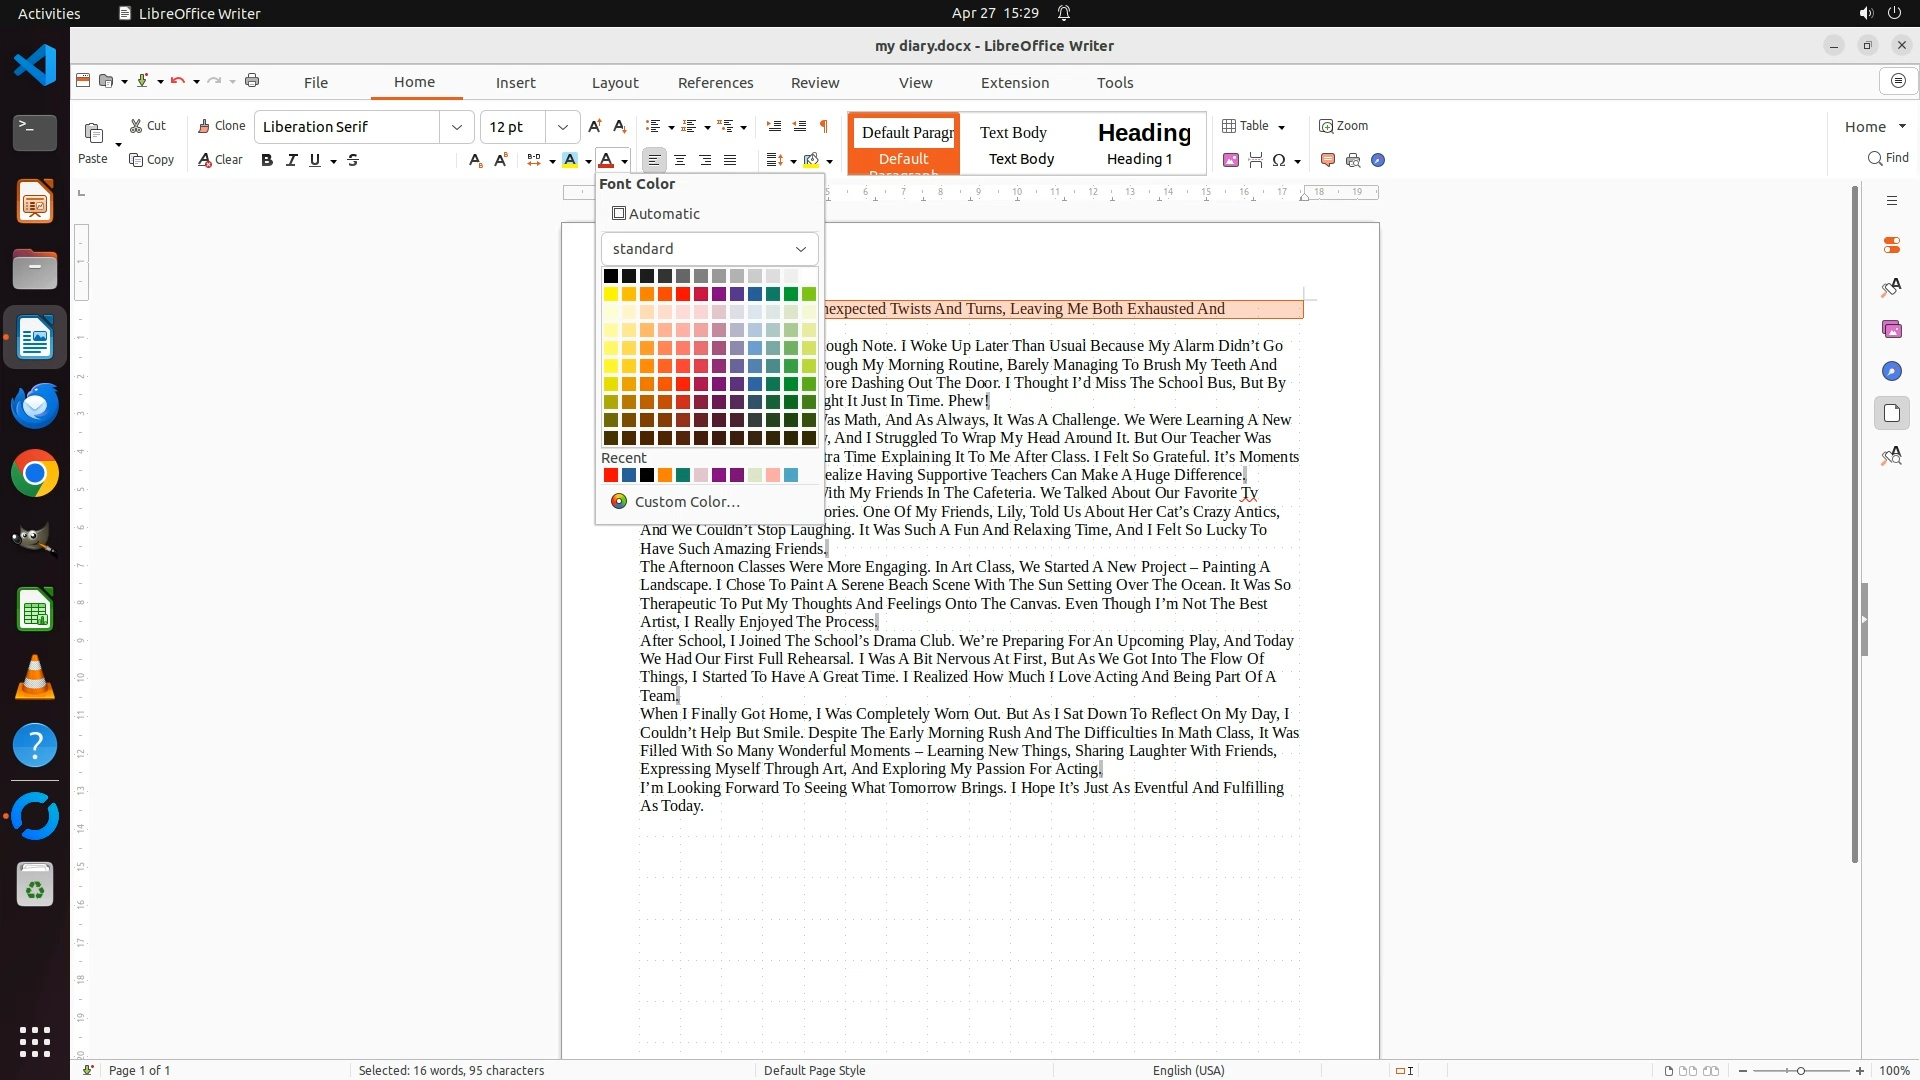 Activities
LibreOffice Writer
Apr 27 15:29
my diary.docx - LibreOffice Writer
File
Home
Insert
Layout
References
Review
View
Extension
Tools
Paste
Cut
Copy
Clone
Clear
Liberation Serif
12 pt
Default Paragr
Default
Paragraph
Text Body
Text Body
Heading
Heading 1
Table
Zoom
Home
Find
Font Color
Automatic
standard
Recent
Custom Color…
nexpected Twists And Turns, Leaving Me Both Exhausted And
ough Note. I Woke Up Later Than Usual Because My Alarm Didn’t Go
rough My Morning Routine, Barely Managing To Brush My Teeth And
ore Dashing Out The Door. I Thought I’d Miss The School Bus, But By
ght It Just In Time. Phew!
as Math, And As Always, It Was A Challenge. We Were Learning A New
, And I Struggled To Wrap My Head Around It. But Our Teacher Was
tra Time Explaining It To Me After Class. I Felt So Grateful. It’s Moments
ealize Having Supportive Teachers Can Make A Huge Difference.
ith My Friends In The Cafeteria. We Talked About Our Favorite Tv
ories. One Of My Friends, Lily, Told Us About Her Cat’s Crazy Antics,
And We Couldn’t Stop Laughing. It Was Such A Fun And Relaxing Time, And I Felt So Lucky To
Have Such Amazing Friends.
The Afternoon Classes Were More Engaging. In Art Class, We Started A New Project – Painting A
Landscape. I Chose To Paint A Serene Beach Scene With The Sun Setting Over The Ocean. It Was So
Therapeutic To Put My Thoughts And Feelings Onto The Canvas. Even Though I’m Not The Best
Artist, I Really Enjoyed The Process.
After School, I Joined The School’s Drama Club. We’re Preparing For An Upcoming Play, And Today
We Had Our First Full Rehearsal. I Was A Bit Nervous At First, But As We Got Into The Flow Of
Things, I Started To Have A Great Time. I Realized How Much I Love Acting And Being Part Of A
Team.
When I Finally Got Home, I Was Completely Worn Out. But As I Sat Down To Reflect On My Day, I
Couldn’t Help But Smile. Despite The Early Morning Rush And The Difficulties In Math Class, It Was
Filled With So Many Wonderful Moments – Learning New Things, Sharing Laughter With Friends,
Expressing Myself Through Art, And Exploring My Passion For Acting.
I’m Looking Forward To Seeing What Tomorrow Brings. I Hope It’s Just As Eventful And Fulfilling
As Today.
Page 1 of 1
Selected: 16 words, 95 characters
Default Page Style
English (USA)
100%